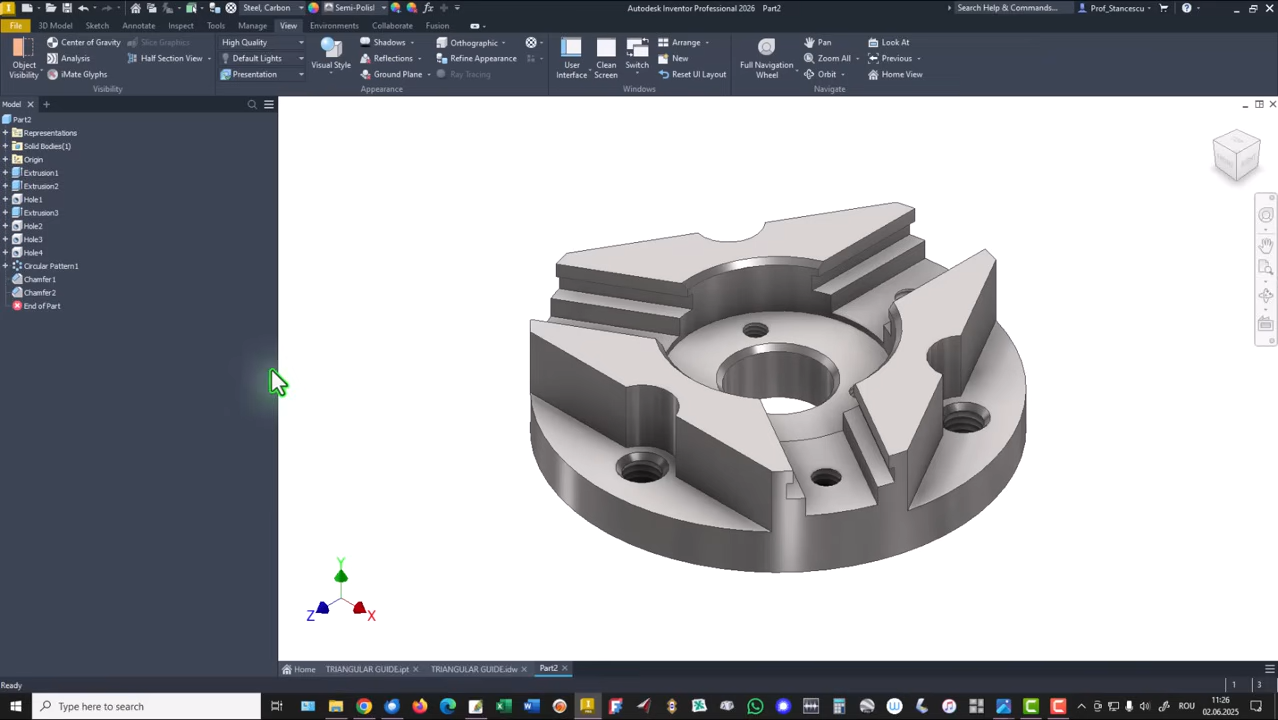 Steel, Carbon
Semi-Polisl
Autodesk Inventor Professional 2026 Part2
Search Help & Commands...
Prof_Stancescu
File
3D Model
Sketch
Annotate
Inspect
Tools
Manage
View
Environments
Collaborate
Fusion
Object
Visibility
Center of Gravity
Analysis
iMate Glyphs
Slice Graphics
Half Section View
Visibility
High Quality
Default Lights
Presentation
Visual Style
Shadows
Reflections
Ground Plane
Orthographic
Refine Appearance
Ray Tracing
Appearance
User
Interface
Clean
Screen
Switch
Arrange
New
Reset UI Layout
Windows
Full Navigation
Wheel
Pan
Zoom All
Orbit
Look At
Previous
Home View
Navigate
Model
Part2
Representations
Solid Bodies(1)
Origin
Extrusion1
Extrusion2
Hole1
Extrusion3
Hole2
Hole3
Hole4
Circular Pattern1
Chamfer1
Chamfer2
End of Part
Y
Z
X
Home
TRIANGULAR GUIDE.ipt
TRIANGULAR GUIDE.idw
Part2
Ready
1
3
Type here to search
ROU
11:26
02.06.2025